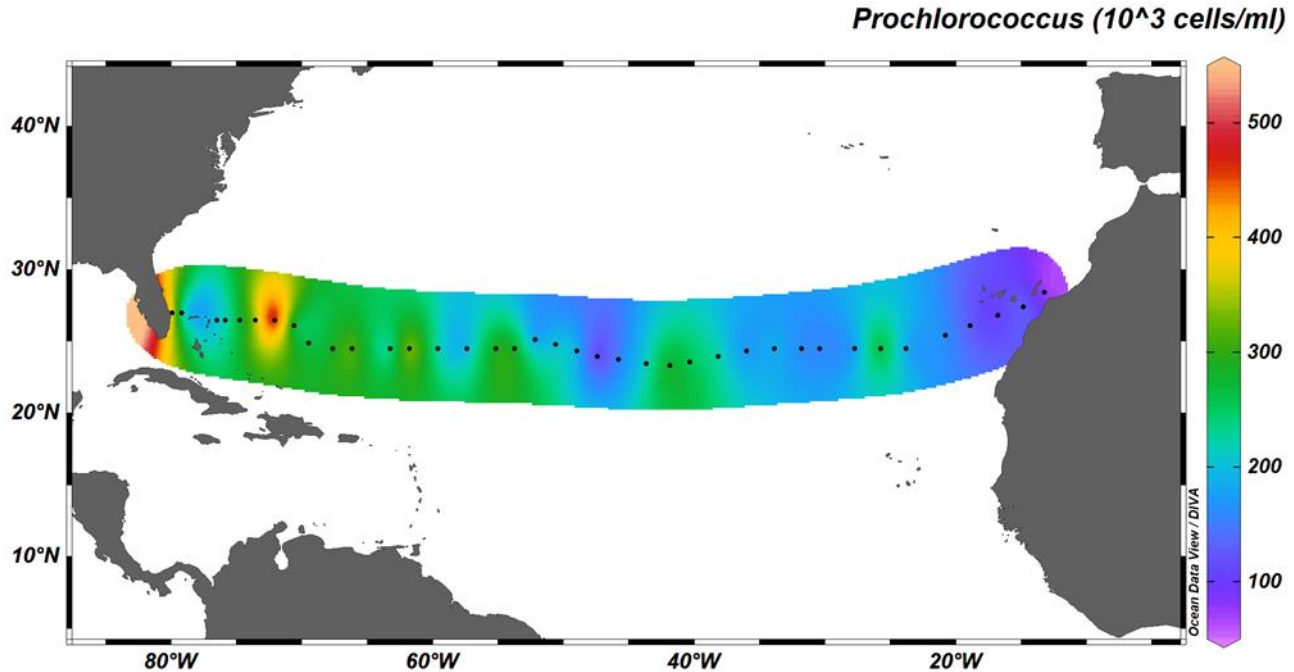 Prochlorococcus (10^3 cells/ml)
40°N
30°N
20°N
10°N
80°W
60°W
40°W
20°W
500
400
300
200
100
Ocean Data View / DIVA